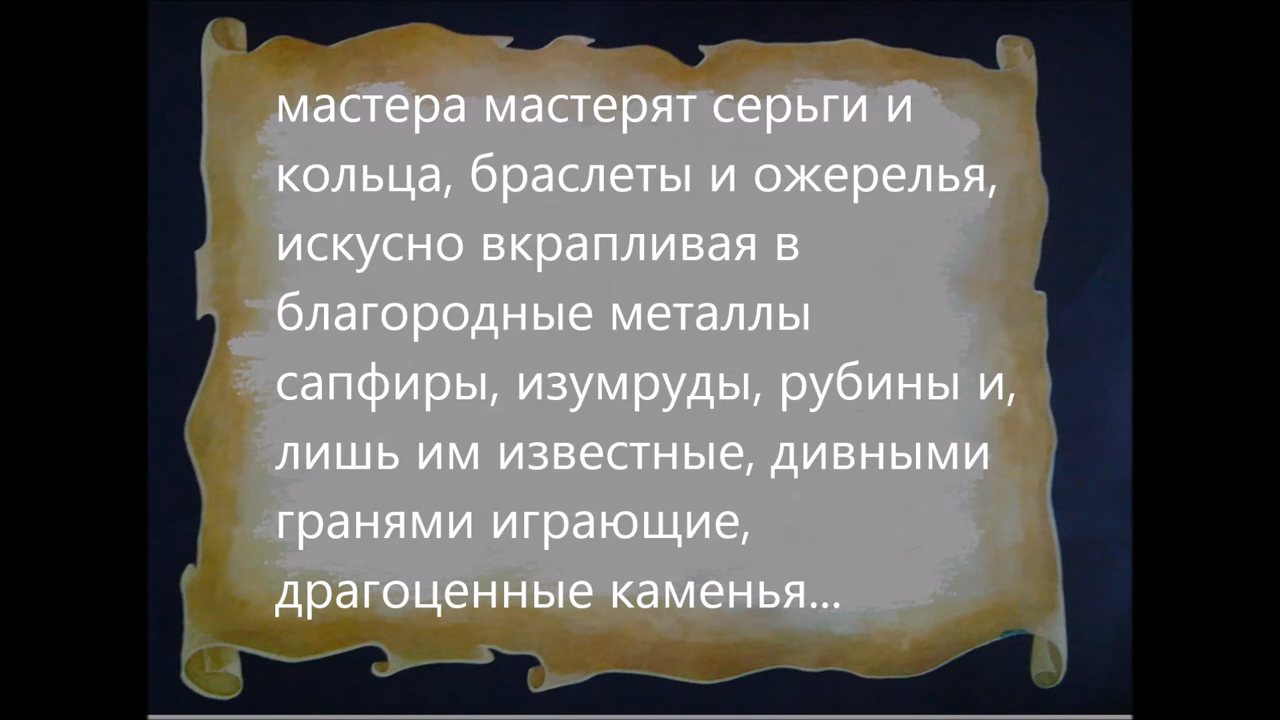 мастера мастерят серьги и
кольца, браслеты и ожерелья,
искусно вкрапливая в
благородные металлы
сапфиры, изумруды, рубины и,
лишь им известные, дивными
гранями играющие,
драгоценные каменья...